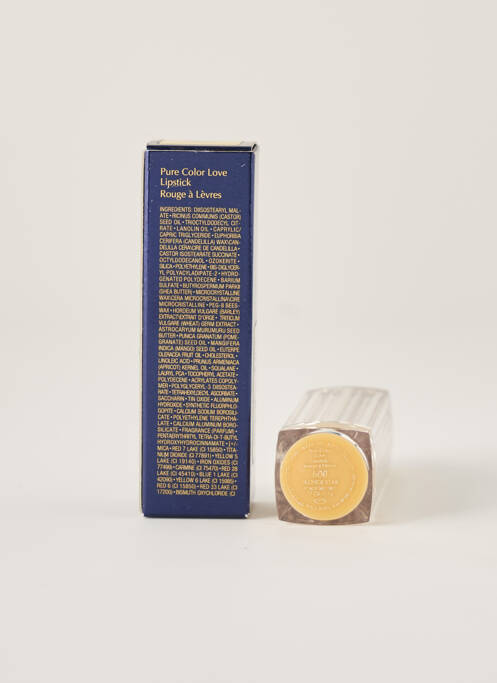 Pure Color Love
Lipstick
Rouge à Lèvres
INGREDIENTS: DIISOSTEARYL MAL-
ATE • RICINUS COMMUNIS (CASTOR)
SEED OIL • TRIOCTYLDODECYL CIT-
RATE • LANOLIN OIL • CAPRYLIC/
CAPRIC TRIGLYCERIDE • EUPHORBIA
CERIFERA (CANDELILLA) WAX\CAN-
DELILLA CERA\CIRE DE CANDELILLA •
CASTOR ISOSTEARATE SUCCINATE •
OCTYLDODECANOL • OZOKERITE •
SILICA • POLYETHYLENE • BIS-DIGLYCER-
YL POLYACYLADIPATE-2 • HYDRO-
GENATED POLYDECENE • BARIUM
SULFATE • BUTYROSPERMUM PARKII
(SHEA BUTTER) • MICROCRYSTALLINE
WAX\CERA MICROCRISTALLINA\CIRE
MICROCRISTALLINE • PEG-8 BEES-
WAX • HORDEUM VULGARE (BARLEY)
EXTRACT\EXTRAIT D'ORGE • TRITICUM
VULGARE (WHEAT) GERM EXTRACT •
ASTROCARYUM MURUMURU SEED
BUTTER • PUNICA GRANATUM (POME-
GRANATE) SEED OIL • MANGIFERA
INDICA (MANGO) SEED OIL • EUTERPE
OLERACEA FRUIT OIL • CHOLESTEROL •
LINOLEIC ACID • PRUNUS ARMENIACA
(APRICOT) KERNEL OIL • SQUALANE •
LAURYL PCA • TOCOPHERYL ACETATE •
POLYDECENE • ACRYLATES COPOLY-
MER • POLYGLYCERYL-3 DIISOSTEA-
RATE • TETRAHEXYLDECYL ASCORBATE •
SACCHARIN • TIN OXIDE • ALUMINUM
HYDROXIDE • SYNTHETIC FLUORPHLO-
GOPITE • CALCIUM SODIUM BOROSILI-
CATE • POLYETHYLENE TEREPHTHA-
LATE • CALCIUM ALUMINUM BORO-
SILICATE • FRAGRANCE (PARFUM) •
PENTAERYTHRITYL TETRA-DI-T-BUTYL
HYDROXYHYDROCINNAMATE • [+/-
MICA • RED 7 LAKE (CI 15850) • TITA-
NIUM DIOXIDE (CI 77891) • YELLOW 5
LAKE (CI 19140) • IRON OXIDES (CI
77499) • CARMINE (CI 75470) • RED 28
LAKE (CI 45410) • BLUE 1 LAKE (CI
42090) • YELLOW 6 LAKE (CI 15985) •
RED 6 (CI 15850) • RED 33 LAKE (CI
17200) • BISMUTH OXYCHLORIDE (CI
600